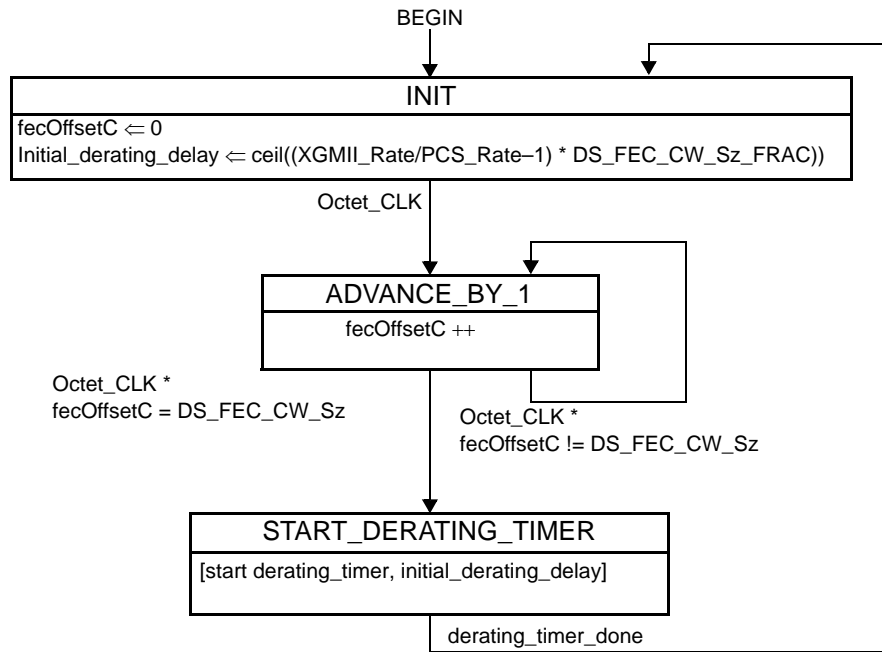 BEGIN
INIT
fecOffsetC ⇐ 0
Initial_derating_delay ⇐ ceil((XGMII_Rate/PCS_Rate–1) * DS_FEC_CW_Sz_FRAC))
Octet_CLK
ADVANCE_BY_1
fecOffsetC ++
Octet_CLK *
fecOffsetC = DS_FEC_CW_Sz
Octet_CLK *
fecOffsetC != DS_FEC_CW_Sz
START_DERATING_TIMER
[start derating_timer, initial_derating_delay]
derating_timer_done